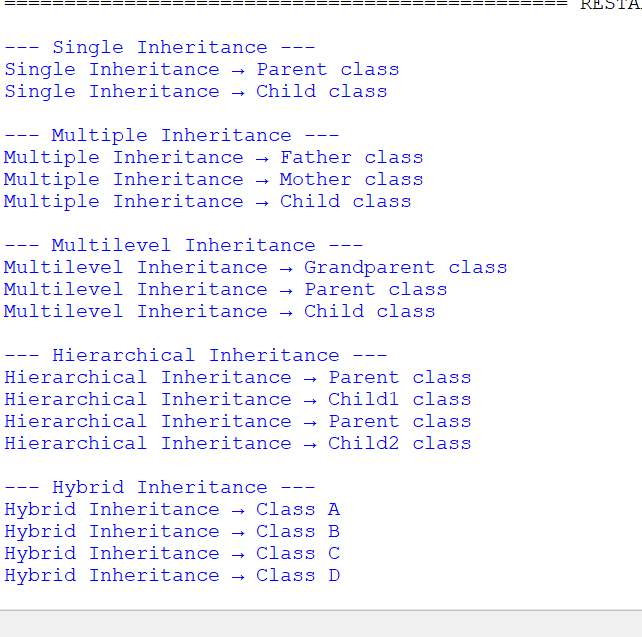 =============================================== RESTA
--- Single Inheritance ---
Single Inheritance → Parent class
Single Inheritance → Child class
--- Multiple Inheritance ---
Multiple Inheritance → Father class
Multiple Inheritance → Mother class
Multiple Inheritance → Child class
--- Multilevel Inheritance ---
Multilevel Inheritance → Grandparent class
Multilevel Inheritance → Parent class
Multilevel Inheritance → Child class
--- Hierarchical Inheritance ---
Hierarchical Inheritance → Parent class
Hierarchical Inheritance → Child1 class
Hierarchical Inheritance → Parent class
Hierarchical Inheritance → Child2 class
--- Hybrid Inheritance ---
Hybrid Inheritance → Class A
Hybrid Inheritance → Class B
Hybrid Inheritance → Class C
Hybrid Inheritance → Class D